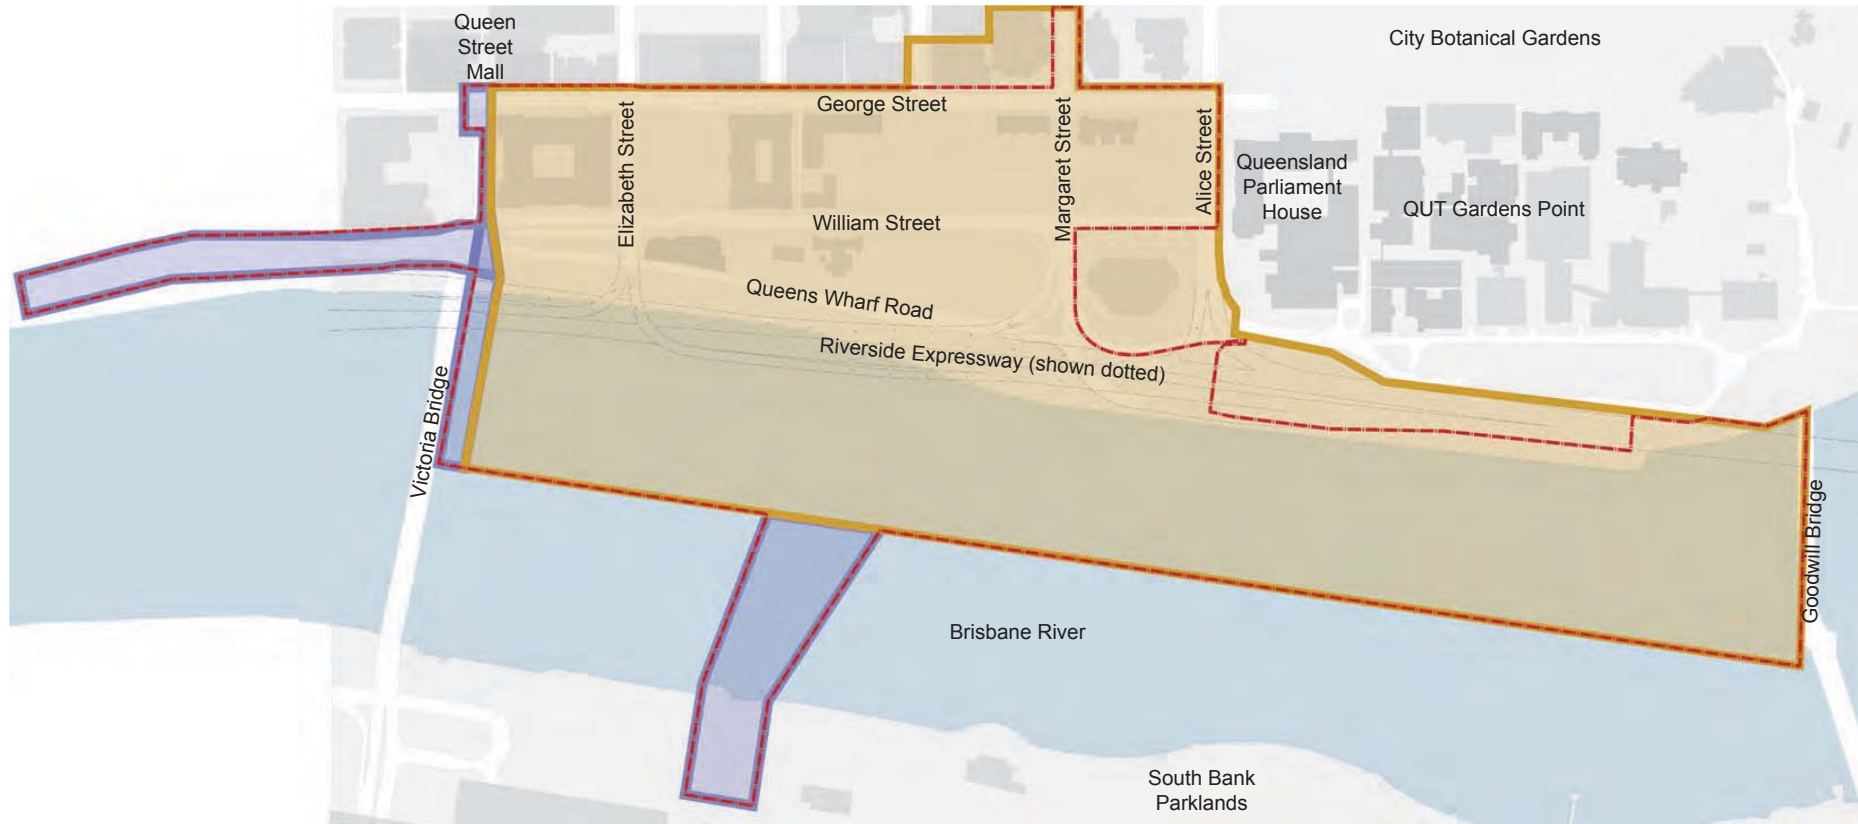 Queen
Street
Mall
City Botanical Gardens
George Street
Elizabeth Street
Margaret Street
Alice Street
Queensland
Parliament
House
QUT Gardens Point
William Street
Queens Wharf Road
Riverside Expressway (shown dotted)
Victoria Bridge
Goodwill Bridge
Brisbane River
South Bank
Parklands